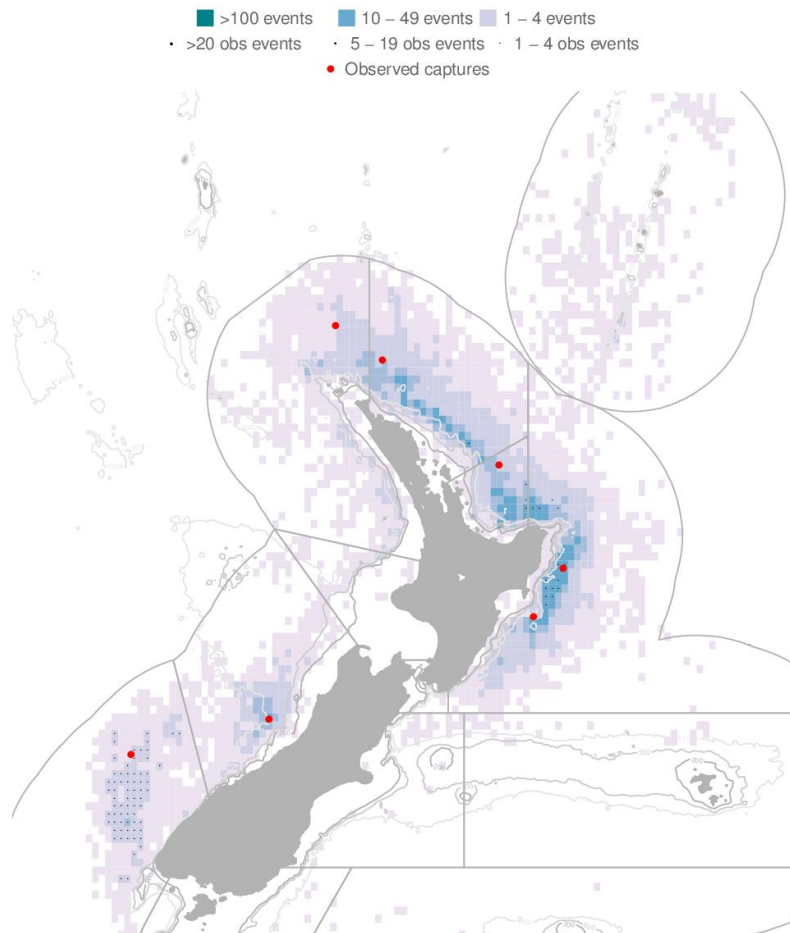 >100 events 10 – 49 events 1 – 4 events
>20 obs events 5 – 19 obs events 1 – 4 obs events
Observed captures